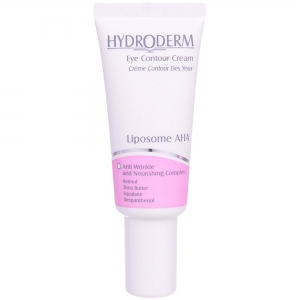 HYDRODERM
Eye Contour Cream
Crème Contour Des Yeux
Liposome AHA
Anti Wrinkle
and Nourishing Complex
Retinol
Shea Butter
Squalane
Dexpanthenol